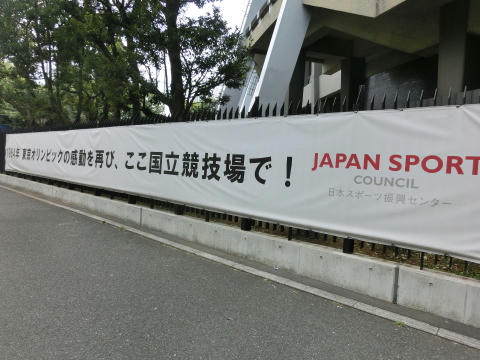 1964年 東京オリンピックの感動を再び、ここ国立競技場で！
JAPAN SPORT
COUNCIL
日本スポーツ振興センター